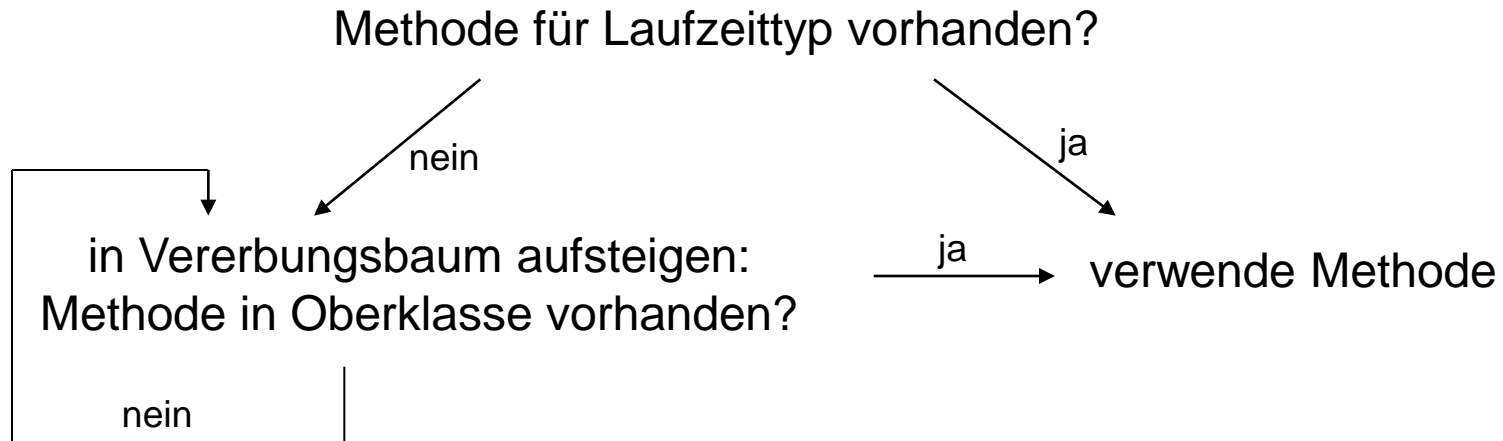 Methode für Laufzeittyp vorhanden?
nein
ja
in Vererbungsbaum aufsteigen:
Methode in Oberklasse vorhanden?
ja
verwende Methode
nein